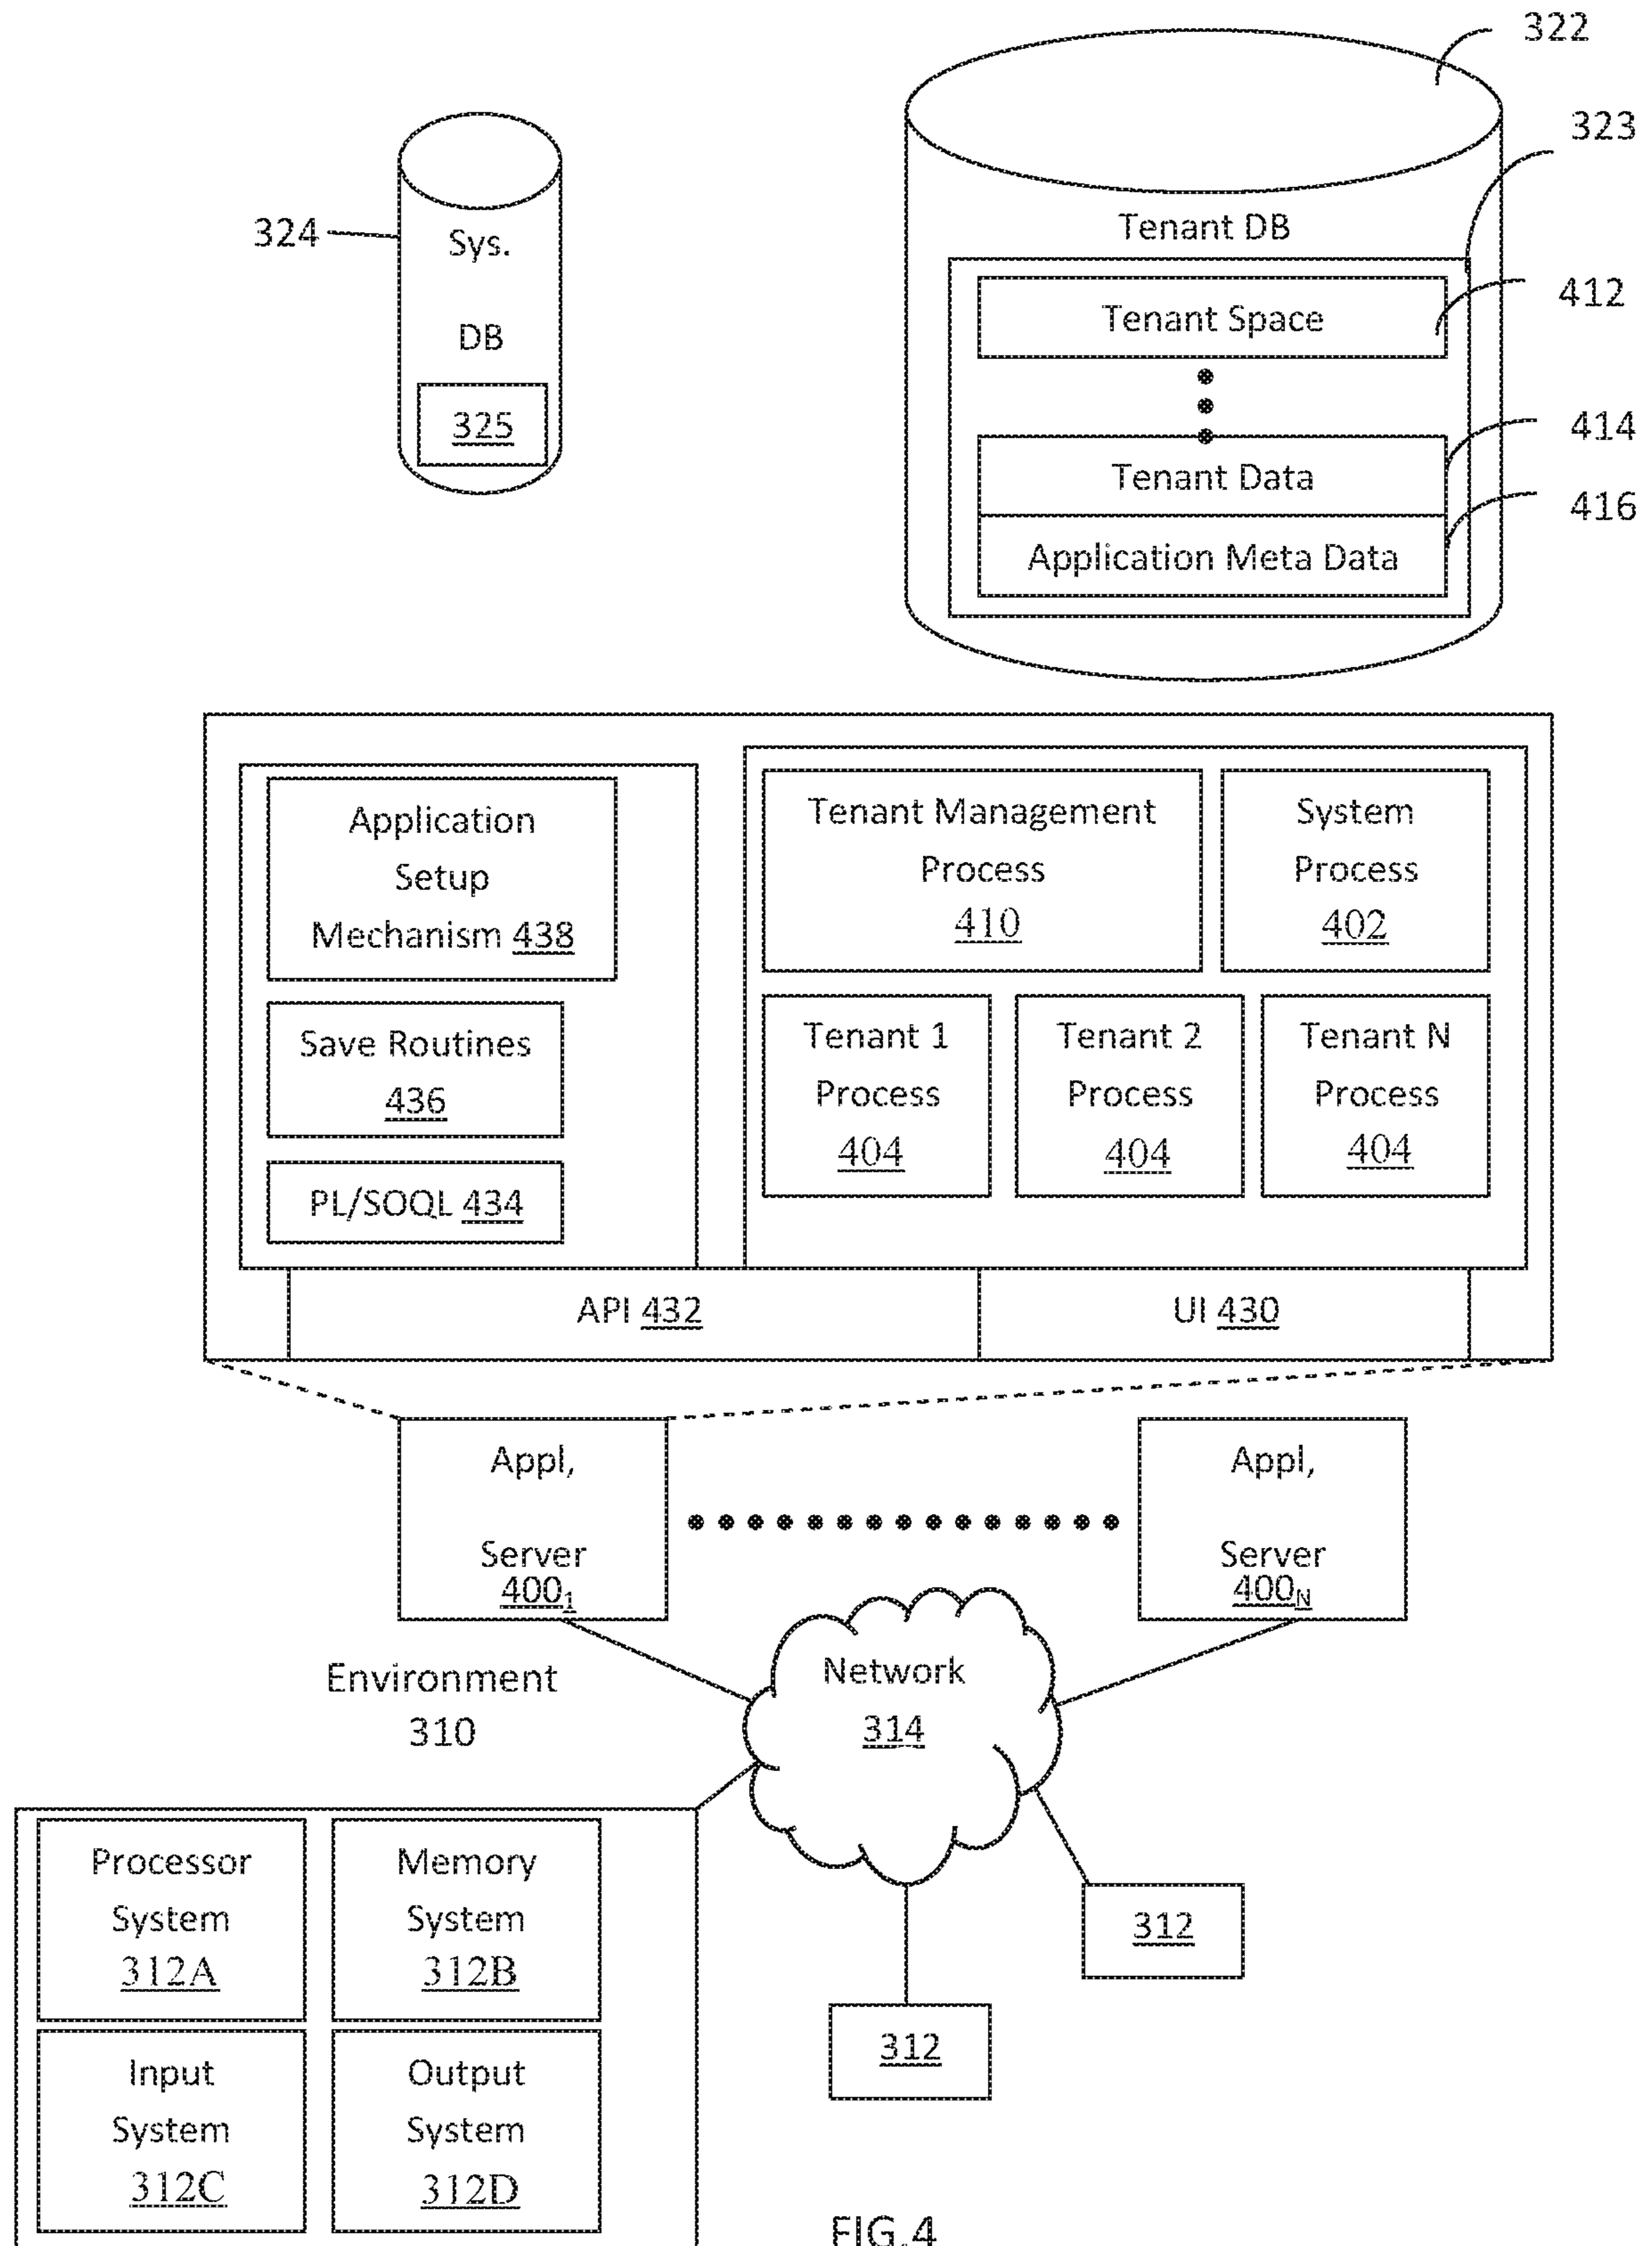 322
323
324
Sys.
DB
325
Tenant DB
Tenant Space
412
Tenant Data
414
Application Meta Data
416
Application
Setup
Mechanism 438
Save Routines
436
PL/SOQL 434
Tenant Management
Process
410
System
Process
402
Tenant 1
Process
404
Tenant 2
Process
404
Tenant N
Process
404
API 432
UI 430
Appl,
Server
400₁
Appl,
Server
400N
Environment
310
Network
314
Processor
System
312A
Memory
System
312B
Input
System
312C
Output
System
312D
312
312
FIG.4